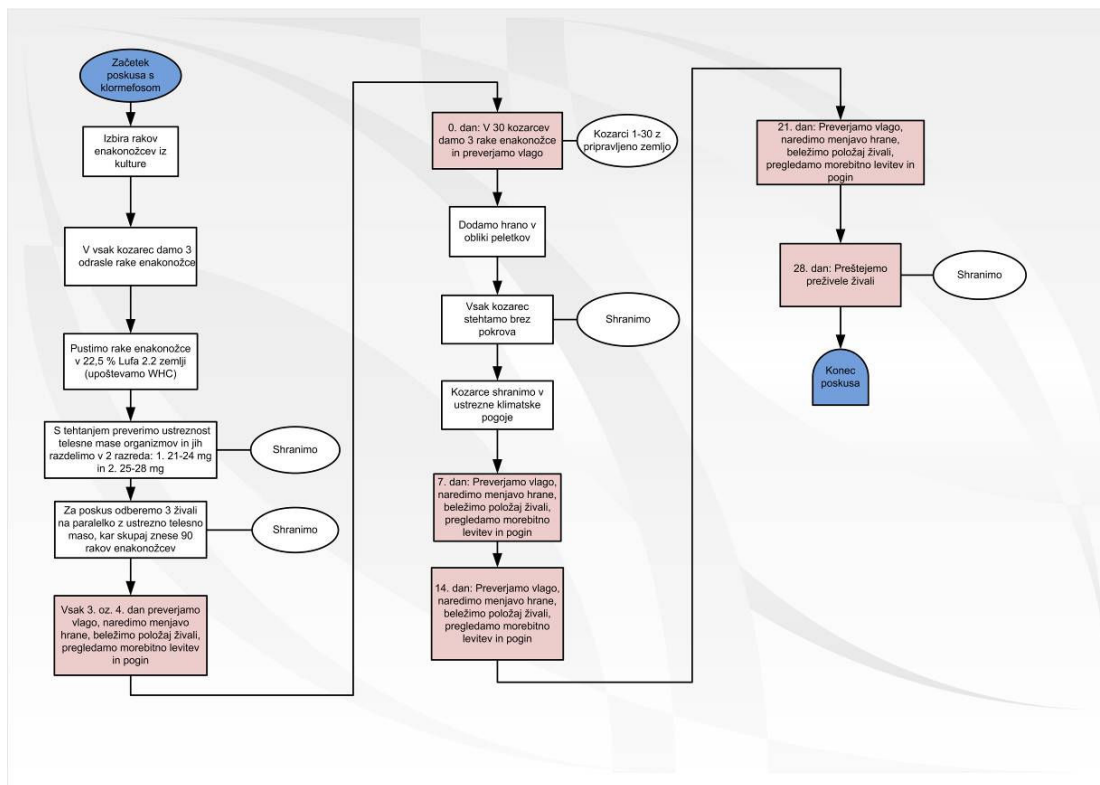 Začetek
poskusa s
klormefosom
Izbira rakov
enakonožcev iz
kulture
V vsak kozarec damo 3
odrasle rake enakonožce
Pustimo rake enakonožce
v 22,5 % Lufa 2.2 zemlji
(upoštevamo WHC)
S tehtanjem preverimo ustreznost
telesne mase organizmov in jih
razdelimo v 2 razreda: 1. 21-24 mg
in 2. 25-28 mg
Shranimo
Za poskus odberemo 3 živali
na paralelko z ustrezno telesno
maso, kar skupaj znese 90
rakov enakonožcev
Shranimo
Vsak 3. oz. 4. dan preverjamo
vlago, naredimo menjavo
hrane, beležimo položaj živali,
pregledamo morebitno levitev
in pogin
0. dan: V 30 kozarcev
damo 3 rake enakonožce
in preverjamo vlago
Kozarci 1-30 z
pripravljeno zemljo
Dodamo hrano v
obliki peletkov
Vsak kozarec
stehtamo brez
pokrova
Shranimo
Kozarce shranimo v
ustrezne klimatske
pogoje
7. dan: Preverjamo vlago,
naredimo menjavo hrane,
beležimo položaj živali,
pregledamo morebitno
levitev in pogin
14. dan: Preverjamo vlago,
naredimo menjavo hrane,
beležimo položaj živali,
pregledamo morebitno
levitev in pogin
21. dan: Preverjamo vlago,
naredimo menjavo hrane,
beležimo položaj živali,
pregledamo morebitno levitev in
pogin
28. dan: Preštejemo
preživele živali
Shranimo
Konec
poskusa